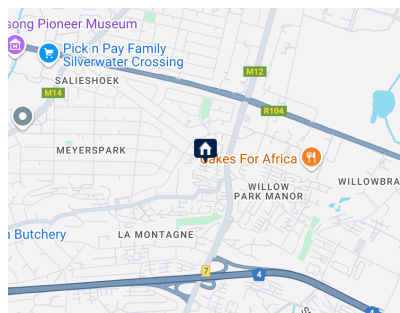 song Pioneer Museum
Pick n Pay Family
Silverwater Crossing
M12
SALIESHOEK
M14
R104
MEYERSPARK
Cakes For Africa
WILLOW
PARK MANOR
WILLOWBRA
a Butchery
LA MONTAGNE
7
4
4
S